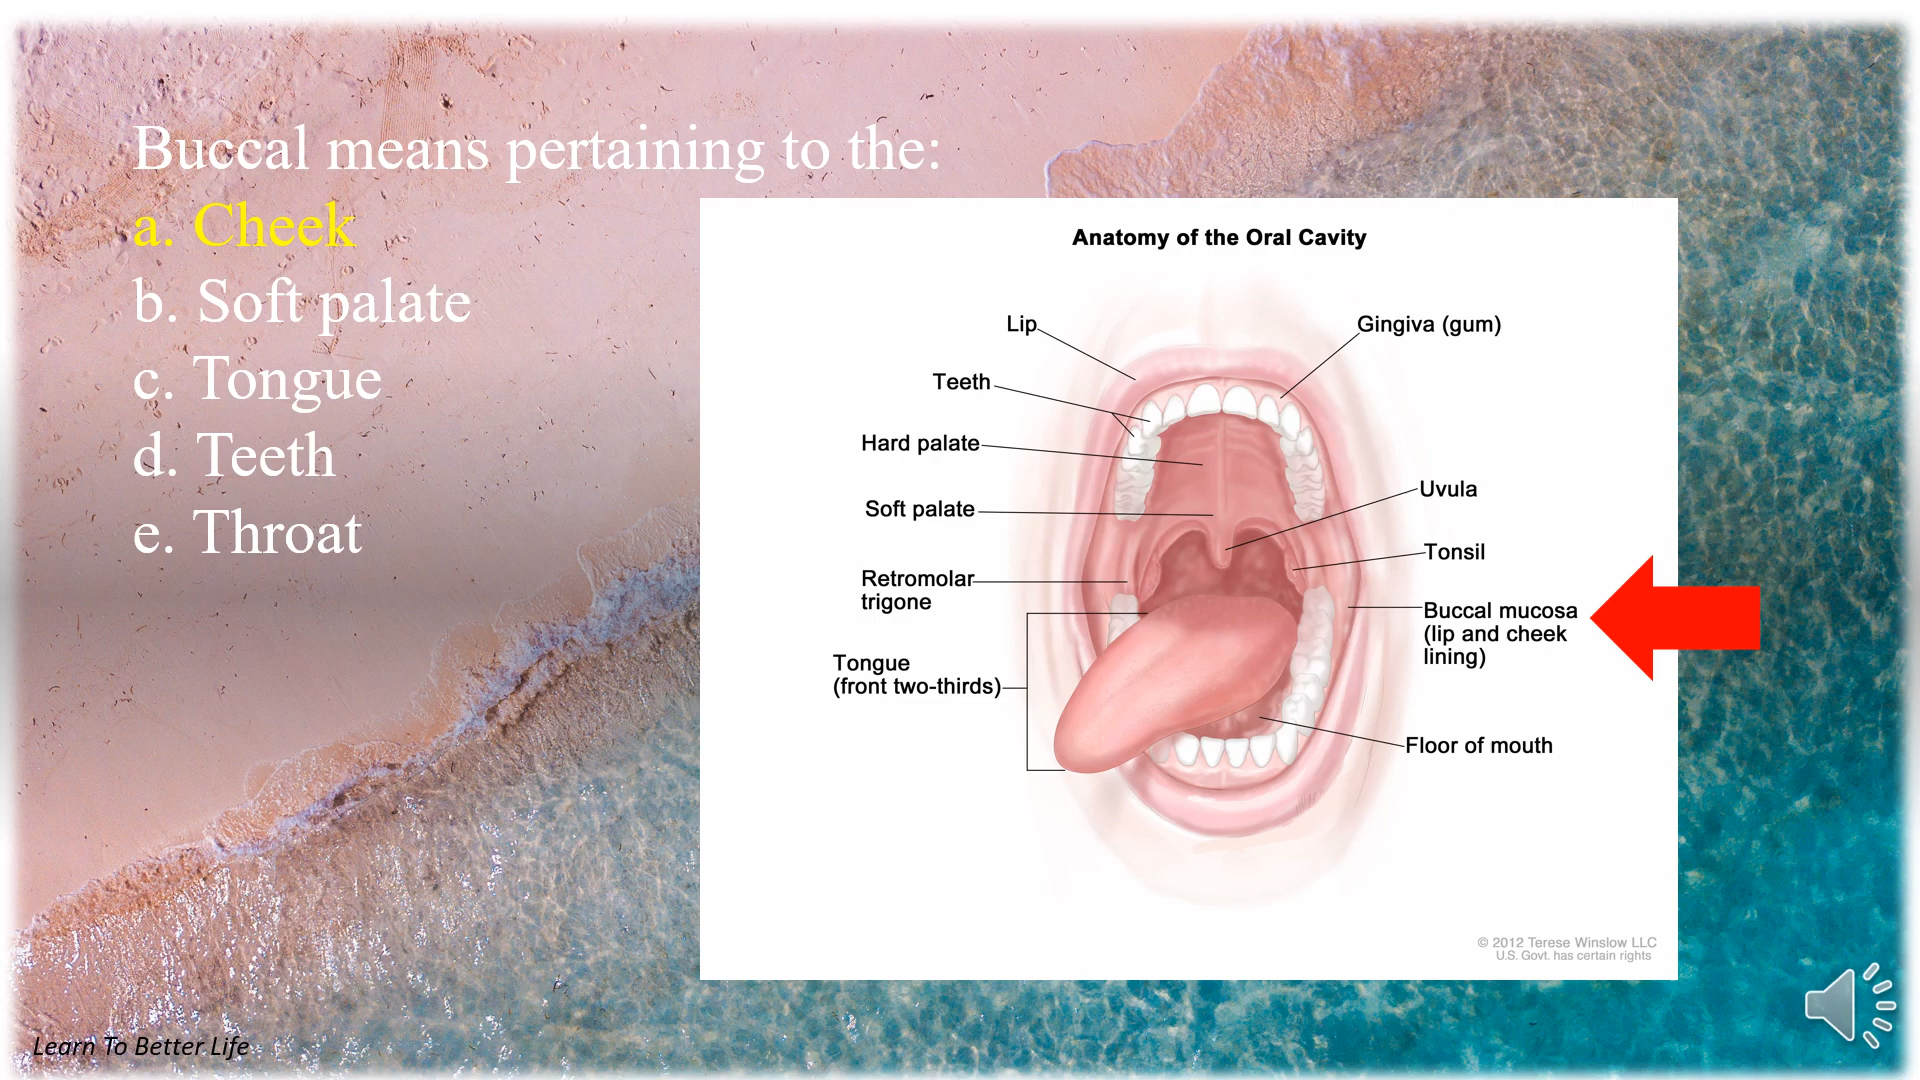 Buccal means pertaining to the:
a. Cheek
b. Soft palate
c. Tongue
d. Teeth
e. Throat
Anatomy of the Oral Cavity
Lip
Gingiva (gum)
Teeth
Hard palate
Uvula
Soft palate
Tonsil
Retromolar
trigone
Buccal mucosa
(lip and cheek
lining)
Tongue
(front two-thirds)
Floor of mouth
© 2012 Terese Winslow LLC
U.S. Govt. has certain rights
Learn To Better Life